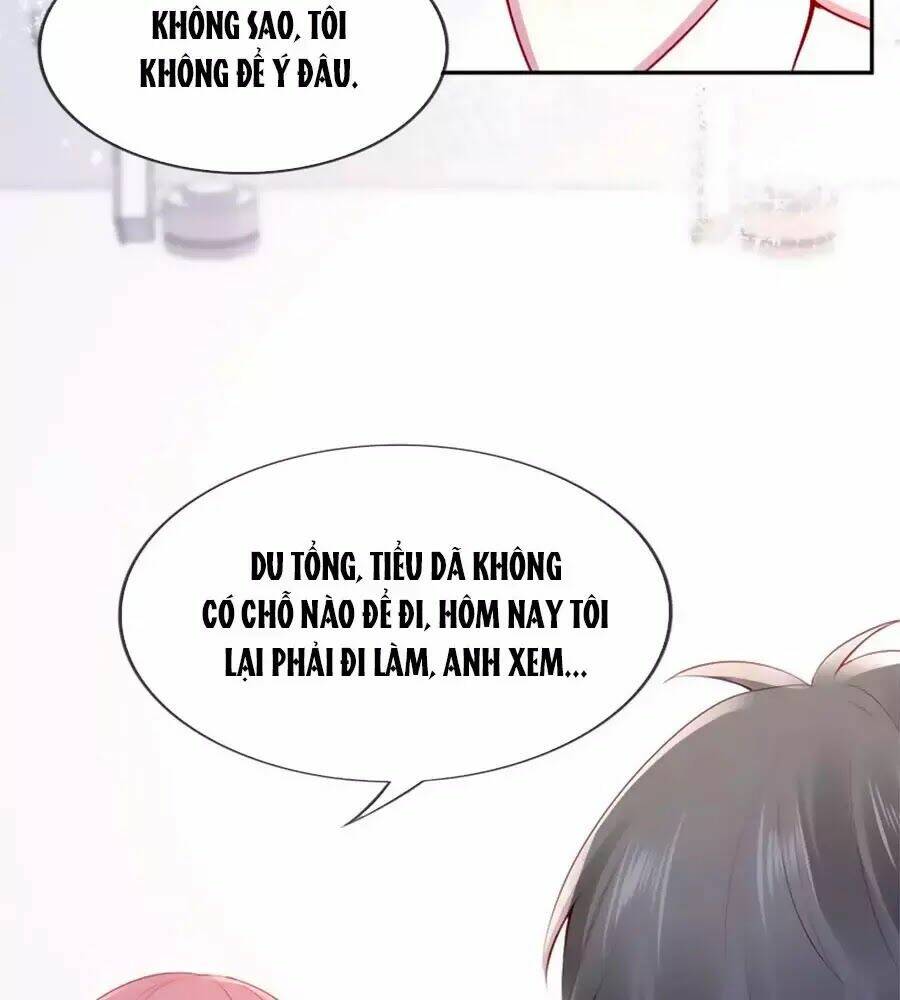 KHÔNG SAO, TÔI
KHÔNG ĐỂ Ý ĐÂU.
DU TỔNG, TIỂU DÃ KHÔNG
CÓ CHỖ NÀO ĐỂ ĐI, HÔM NAY TÔI
LẠI PHẢI ĐI LÀM, ANH XEM...